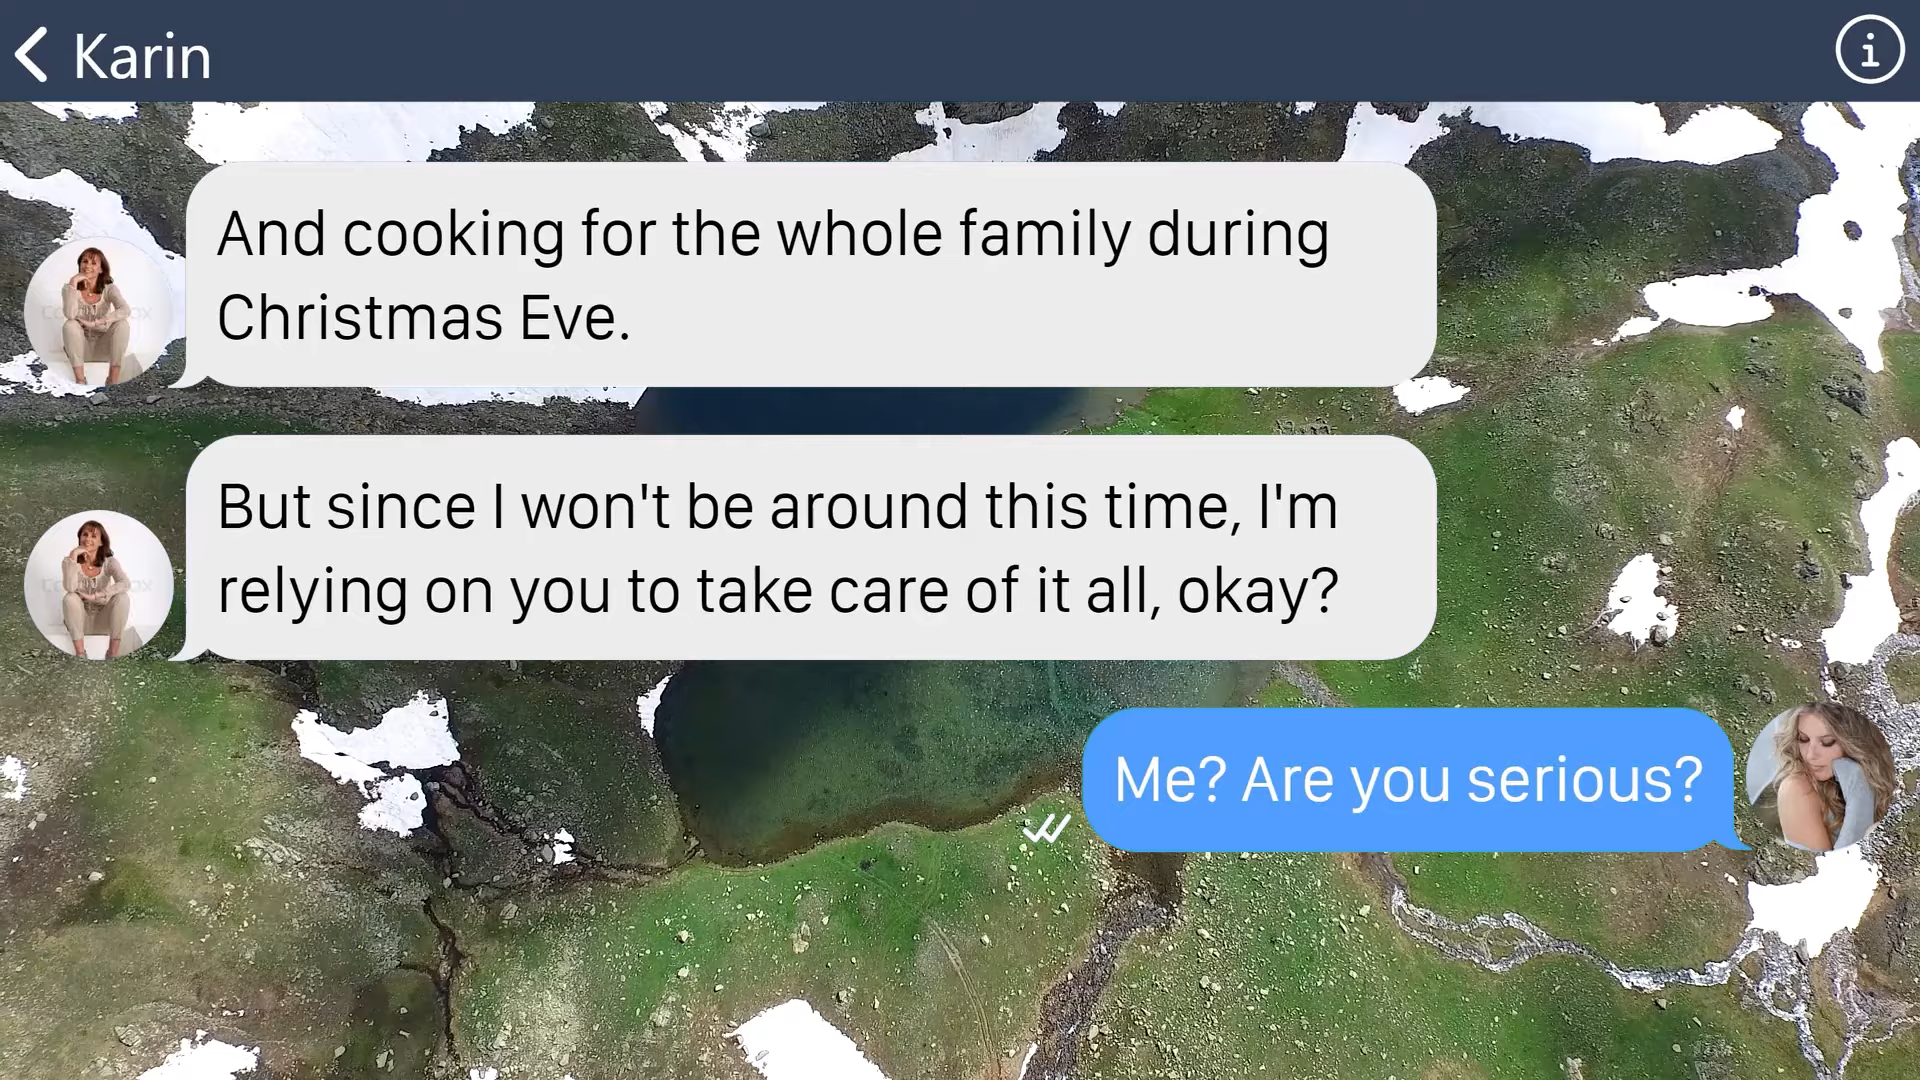 Karin
And cooking for the whole family during
Christmas Eve.
But since I won't be around this time, I'm
relying on you to take care of it all, okay?
Me? Are you serious?